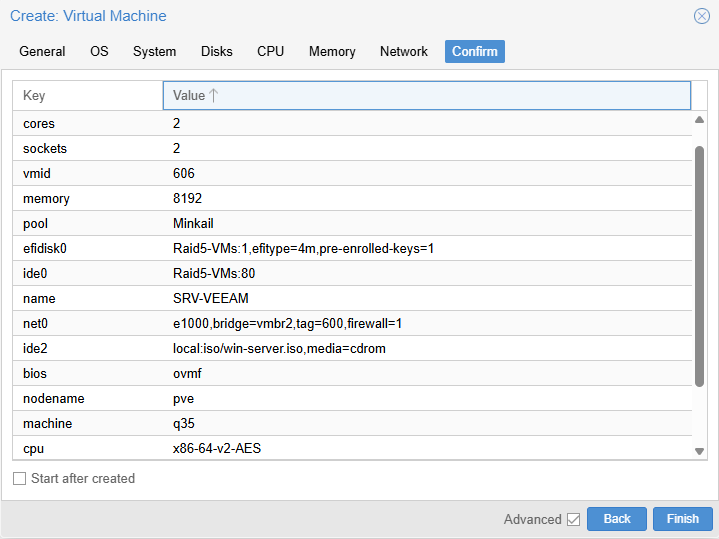 Create: Virtual Machine
General OS System Disks CPU Memory Network Confirm
Key Value
cores 2
sockets 2
vmid 606
memory 8192
pool Minkail
efidisk0 Raid5-VMs:1,efitype=4m,pre-enrolled-keys=1
ide0 Raid5-VMs:80
name SRV-VEEAM
net0 e1000,bridge=vmbr2,tag=600,firewall=1
ide2 local:iso/win-server.iso,media=cdrom
bios ovmf
nodename pve
machine q35
cpu x86-64-v2-AES
Start after created
Advanced Back Finish